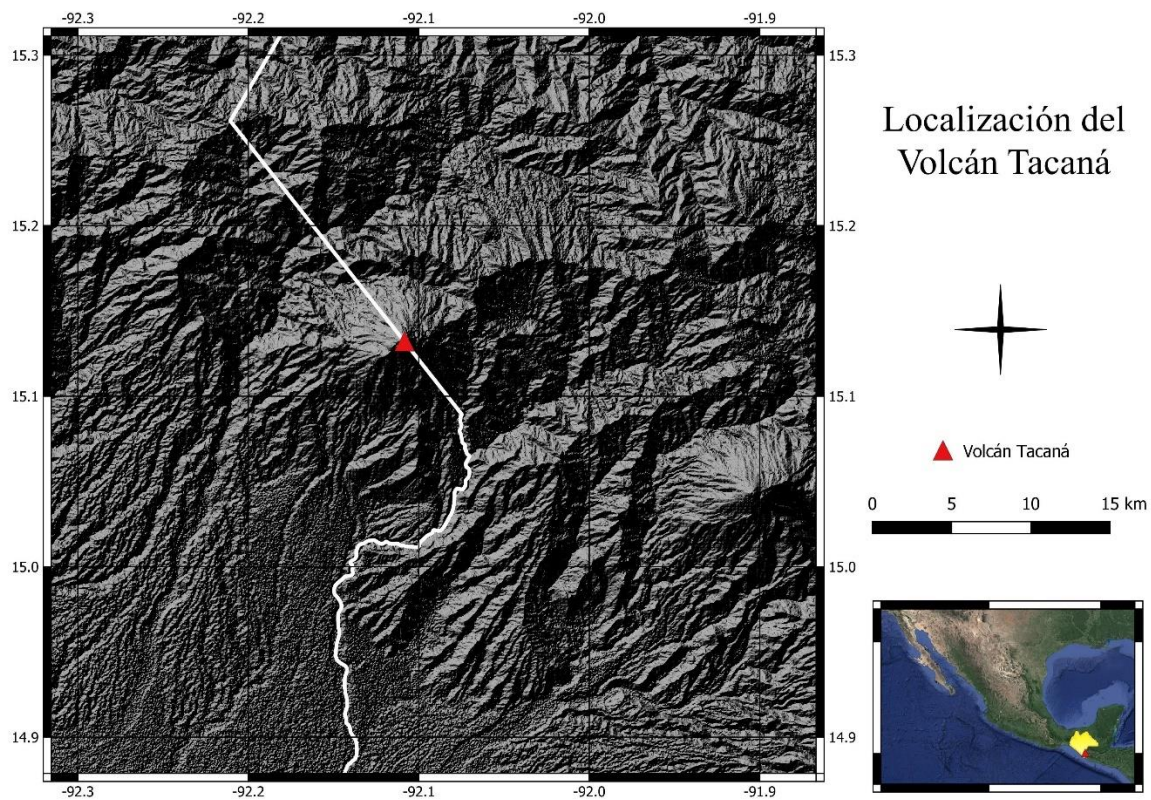 -92.3 -92.2 -92.1 -92.0 -91.9
15.3 15.3
Localización del
Volcán Tacaná
15.2 15.2
15.1 15.1
Volcán Tacaná
0 5 10 15 km
15.0 15.0
14.9 14.9
-92.3 -92.2 -92.1 -92.0 -91.9